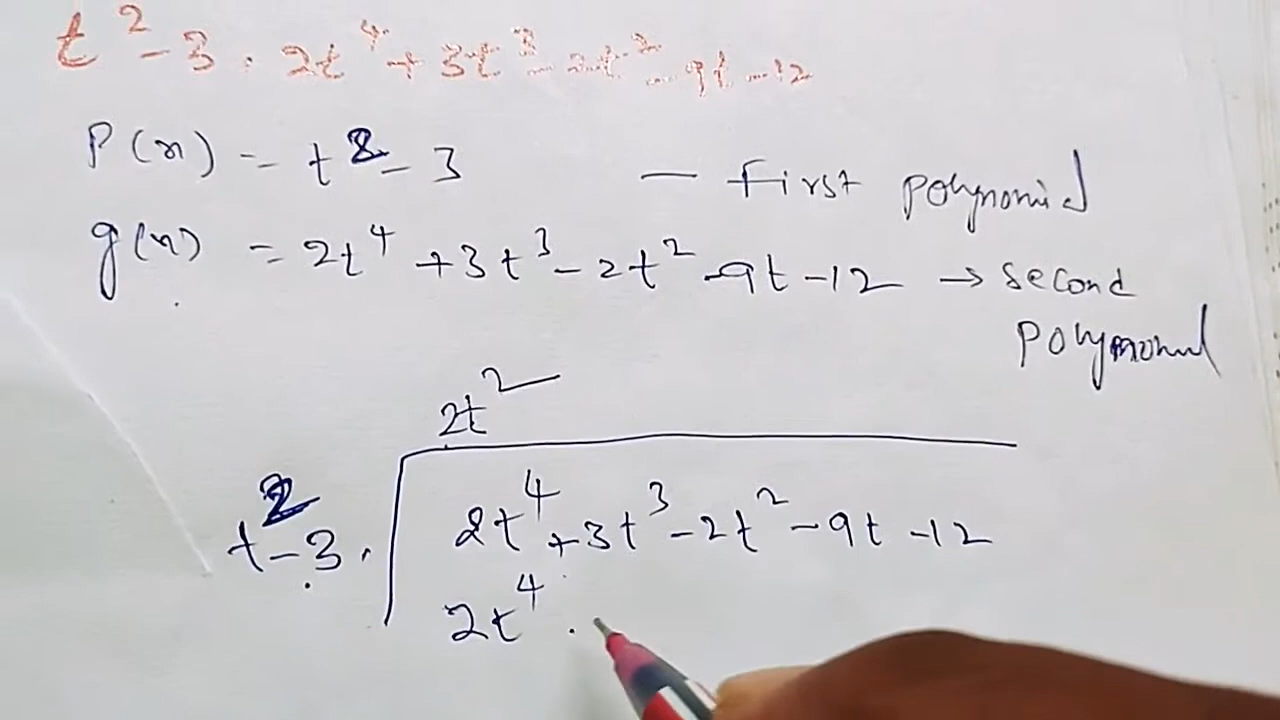 t² - 3 . 2t⁴ + 3t³ - 2t² - 9t - 12
P(n) = t² - 3 — First polynomial
g(n) = 2t⁴ + 3t³ - 2t² - 9t - 12 → second
polynomial
2t²
t² - 3 . 2t⁴ + 3t³ - 2t² - 9t - 12
2t⁴ .